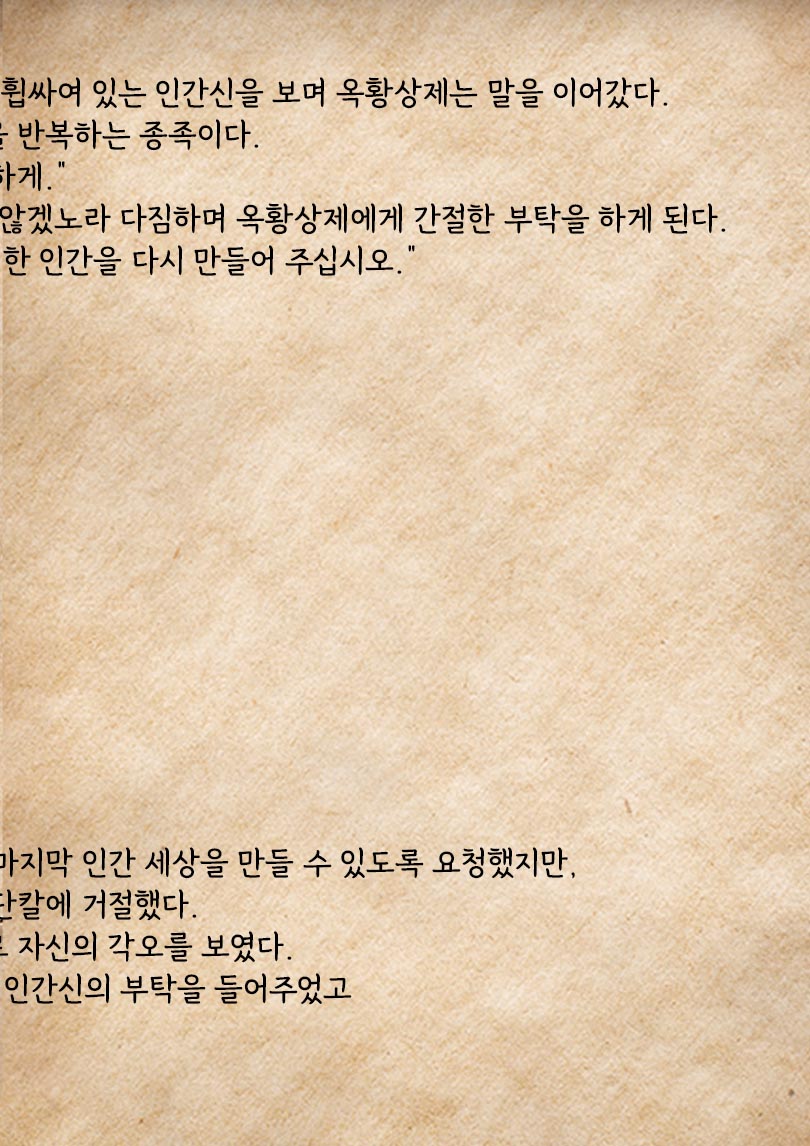 휩싸여 있는 인간신을 보며 옥황상제는 말을 이어갔다.
반복하는 종족이다.
하게."
않겠노라 다짐하며 옥황상제에게 간절한 부탁을 하게 된다.
한 인간을 다시 만들어 주십시오."
마지막 인간 세상을 만들 수 있도록 요청했지만,
단칼에 거절했다.
자신의 각오를 보였다.
인간신의 부탁을 들어주었고